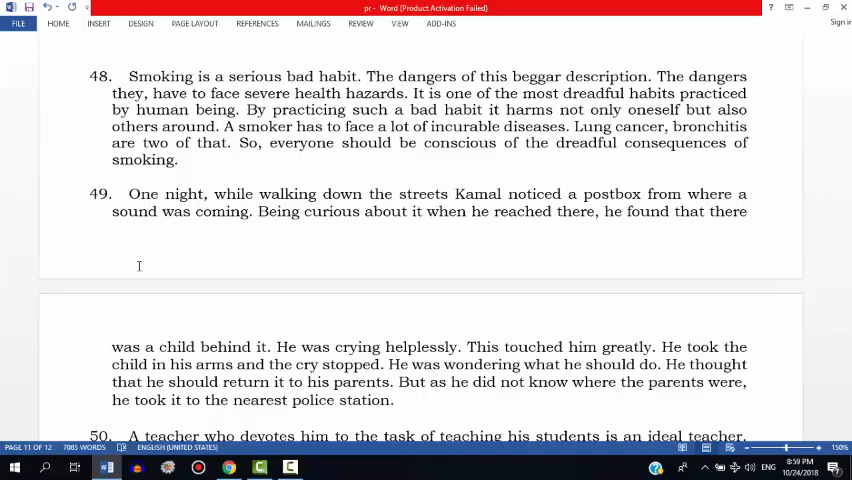 pr - Word (Product Activation Failed)
Sign in
FILE HOME INSERT DESIGN PAGE LAYOUT REFERENCES MAILINGS REVIEW VIEW ADD-INS
48. Smoking is a serious bad habit. The dangers of this beggar description. The dangers
they, have to face severe health hazards. It is one of the most dreadful habits practiced
by human being. By practicing such a bad habit it harms not only oneself but also
others around. A smoker has to face a lot of incurable diseases. Lung cancer, bronchitis
are two of that. So, everyone should be conscious of the dreadful consequences of
smoking.
49. One night, while walking down the streets Kamal noticed a postbox from where a
sound was coming. Being curious about it when he reached there, he found that there
was a child behind it. He was crying helplessly. This touched him greatly. He took the
child in his arms and the cry stopped. He was wondering what he should do. He thought
that he should return it to his parents. But as he did not know where the parents were,
he took it to the nearest police station.
50. A teacher who devotes him to the task of teaching his students is an ideal teacher.
PAGE 11 OF 12 7085 WORDS ENGLISH (UNITED STATES) 150%
ENG 8:59 PM
10/24/2018